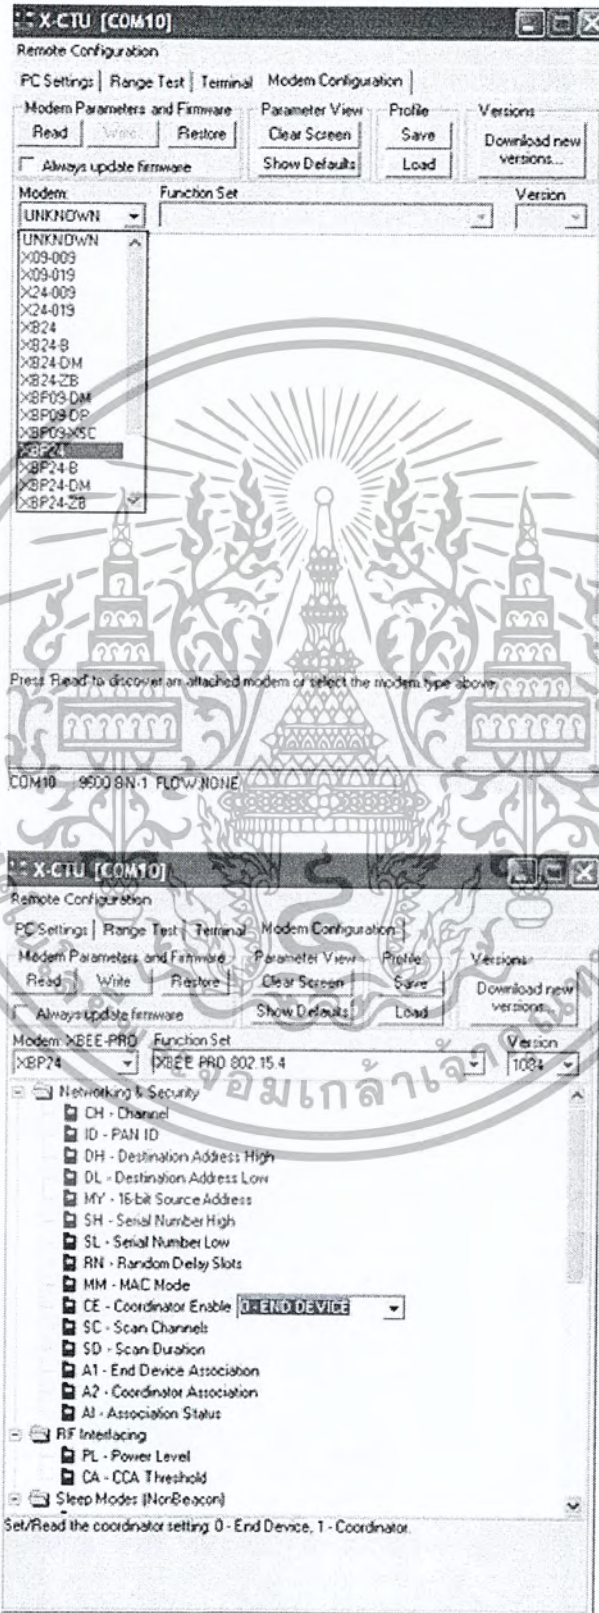 X-CTU [COM10]
Remote Configuration
PC Settings Range Test Terminal Modem Configuration
Modem Parameters and Firmware Parameter View Profile Versions
Read Write Restore Clear Screen Save Download new versions...
Always update firmware Show Defaults Load
Modem: Function Set Version
UNKNOWN
UNKNOWN
X09-009
X09-019
X24-009
X24-019
XB24
XB24-B
XB24-DM
XB24-ZB
XBP09-DM
XBP09-DP
XBP09-XSC
XBP24
XBP24-B
XBP24-DM
XBP24-ZB
Press 'Read' to discover an attached modem or select the modem type above.
COM10 9600 8-N-1 FLOW:NONE
X-CTU [COM10]
Remote Configuration
PC Settings Range Test Terminal Modem Configuration
Modem Parameters and Firmware Parameter View Profile Versions
Read Write Restore Clear Screen Save Download new versions...
Always update firmware Show Defaults Load
Modem: XBEE-PRO Function Set Version
XBP24 XBEE PRO 802.15.4 1084
Networking & Security
CH - Channel
ID - PAN ID
DH - Destination Address High
DL - Destination Address Low
MY - 16-bit Source Address
SH - Serial Number High
SL - Serial Number Low
RN - Random Delay Slots
MM - MAC Mode
CE - Coordinator Enable 0 - END DEVICE
SC - Scan Channels
SD - Scan Duration
A1 - End Device Association
A2 - Coordinator Association
AI - Association Status
RF Interfacing
PL - Power Level
CA - CCA Threshold
Sleep Modes (NonBeacon)
Set/Read the coordinator setting 0 - End Device, 1 - Coordinator.
จอมเกล้าเจ้า